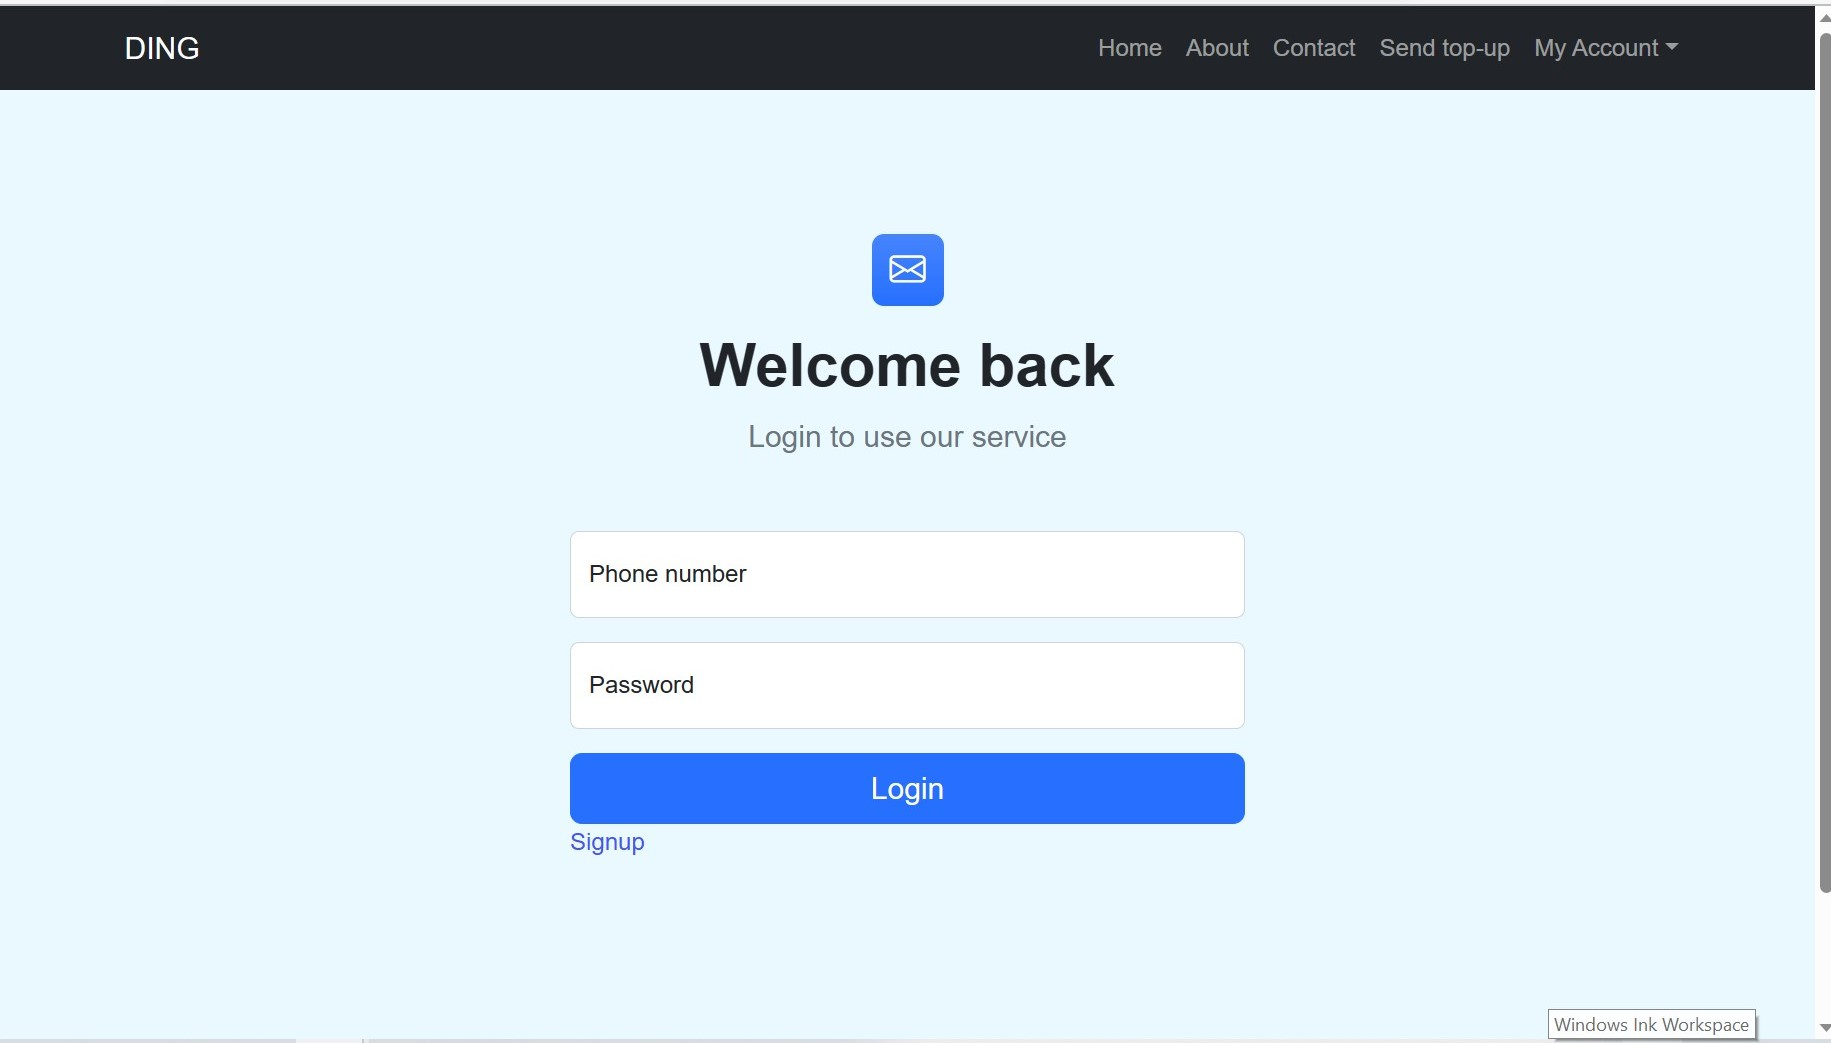 DING Home About Contact Send top-up My Account
Welcome back
Login to use our service
Phone number
Password
Login
Signup
Windows Ink Workspace